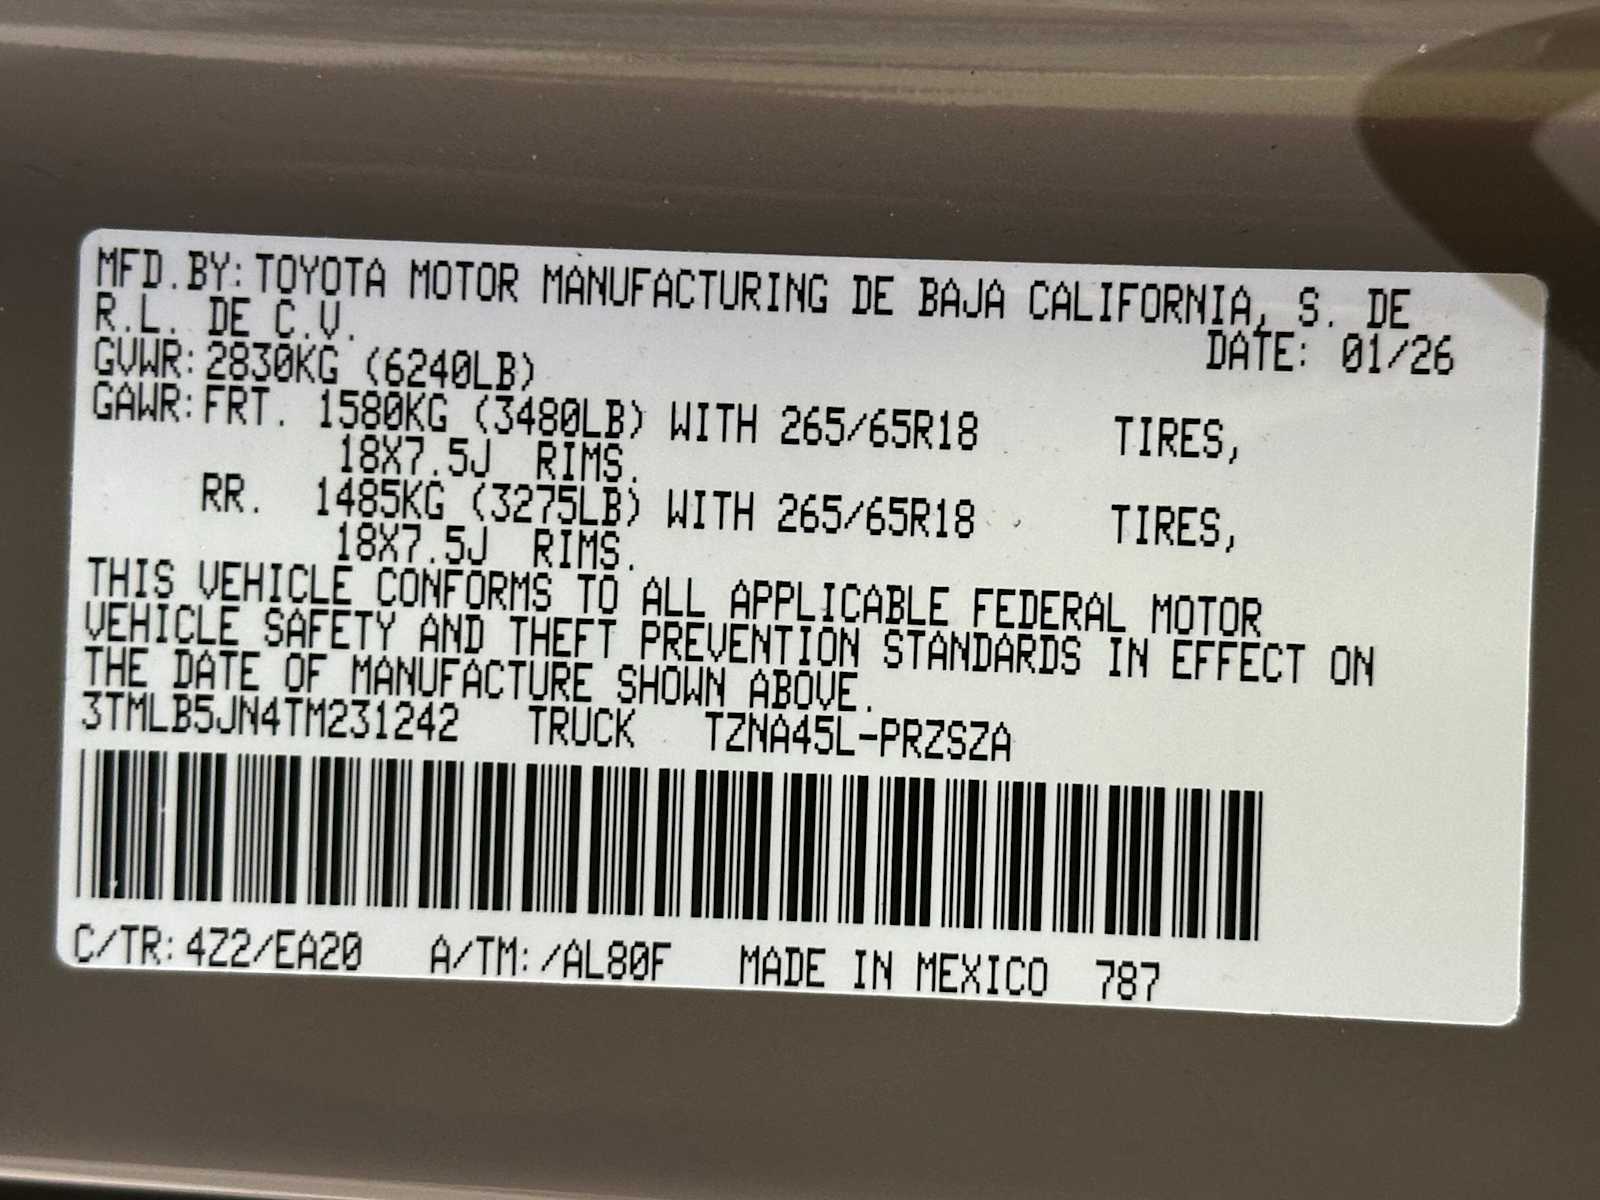 MFD.BY: TOYOTA MOTOR MANUFACTURING DE BAJA CALIFORNIA, S. DE
R.L. DE C.V. DATE: 01/26
GVWR: 2830KG (6240LB)
GAWR: FRT. 1580KG (3480LB) WITH 265/65R18 TIRES,
18X7.5J RIMS.
RR. 1485KG (3275LB) WITH 265/65R18 TIRES,
18X7.5J RIMS.
THIS VEHICLE CONFORMS TO ALL APPLICABLE FEDERAL MOTOR
VEHICLE SAFETY AND THEFT PREVENTION STANDARDS IN EFFECT ON
THE DATE OF MANUFACTURE SHOWN ABOVE.
3TMLB5JN4TM231242 TRUCK TZNA45L-PRZSZA
C/TR: 4Z2/EA20 A/TM: /AL80F MADE IN MEXICO 787